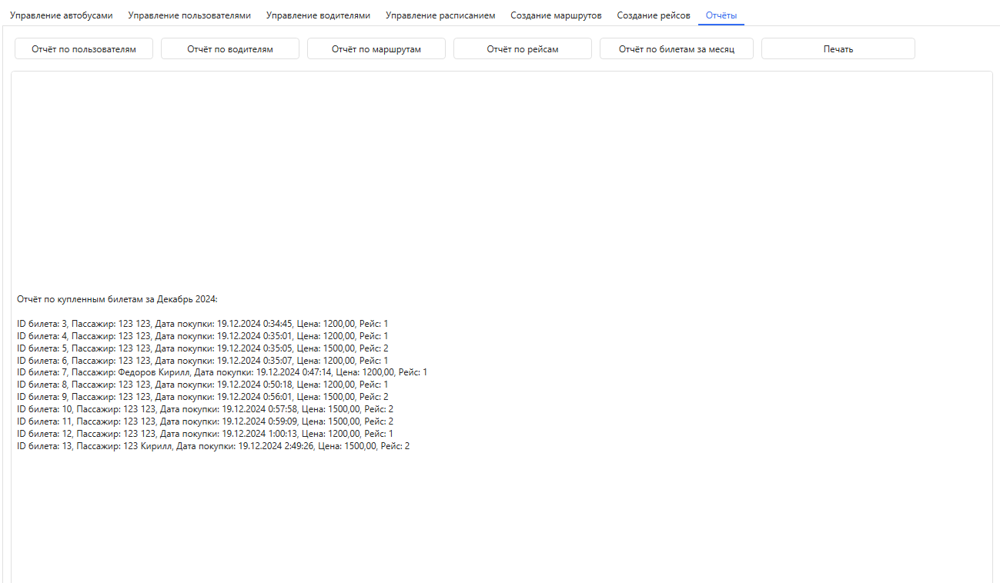 Управление автобусами Управление пользователями Управление водителями Управление расписанием Создание маршрутов Создание рейсов Отчёты
Отчёт по пользователям Отчёт по водителям Отчёт по маршрутам Отчёт по рейсам Отчёт по билетам за месяц Печать
Отчёт по купленным билетам за Декабрь 2024:
ID билета: 3, Пассажир: 123 123, Дата покупки: 19.12.2024 0:34:45, Цена: 1200,00, Рейс: 1
ID билета: 4, Пассажир: 123 123, Дата покупки: 19.12.2024 0:35:01, Цена: 1200,00, Рейс: 1
ID билета: 5, Пассажир: 123 123, Дата покупки: 19.12.2024 0:35:05, Цена: 1500,00, Рейс: 2
ID билета: 6, Пассажир: 123 123, Дата покупки: 19.12.2024 0:35:07, Цена: 1200,00, Рейс: 1
ID билета: 7, Пассажир: Федоров Кирилл, Дата покупки: 19.12.2024 0:47:14, Цена: 1200,00, Рейс: 1
ID билета: 8, Пассажир: 123 123, Дата покупки: 19.12.2024 0:50:18, Цена: 1200,00, Рейс: 1
ID билета: 9, Пассажир: 123 123, Дата покупки: 19.12.2024 0:56:01, Цена: 1500,00, Рейс: 2
ID билета: 10, Пассажир: 123 123, Дата покупки: 19.12.2024 0:57:58, Цена: 1500,00, Рейс: 2
ID билета: 11, Пассажир: 123 123, Дата покупки: 19.12.2024 0:59:09, Цена: 1500,00, Рейс: 2
ID билета: 12, Пассажир: 123 123, Дата покупки: 19.12.2024 1:00:13, Цена: 1200,00, Рейс: 1
ID билета: 13, Пассажир: 123 Кирилл, Дата покупки: 19.12.2024 2:49:26, Цена: 1500,00, Рейс: 2